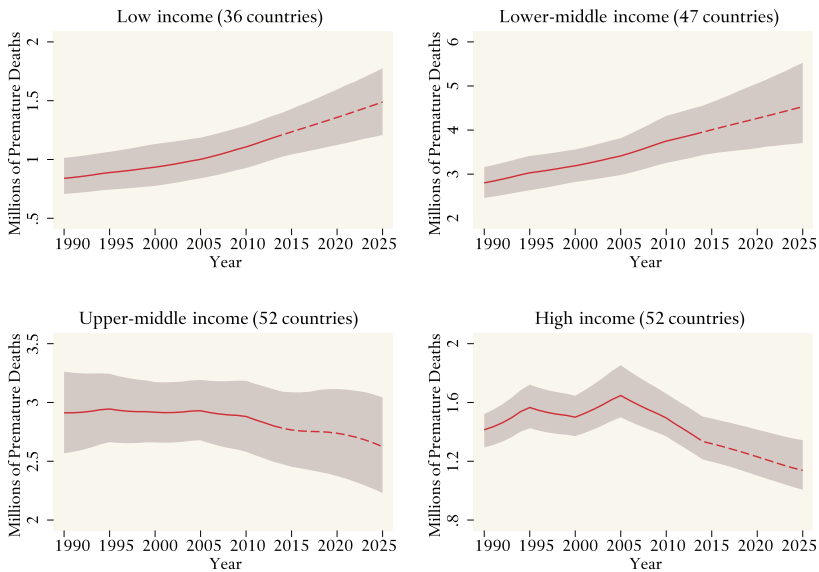 Low income (36 countries)
Millions of Premature Deaths
2
1.5
1
.5
1990 1995 2000 2005 2010 2015 2020 2025
Year
Lower-middle income (47 countries)
Millions of Premature Deaths
6
5
4
3
2
1990 1995 2000 2005 2010 2015 2020 2025
Year
Upper-middle income (52 countries)
Millions of Premature Deaths
3.5
3
2.5
2
1990 1995 2000 2005 2010 2015 2020 2025
Year
High income (52 countries)
Millions of Premature Deaths
2
1.6
1.2
.8
1990 1995 2000 2005 2010 2015 2020 2025
Year